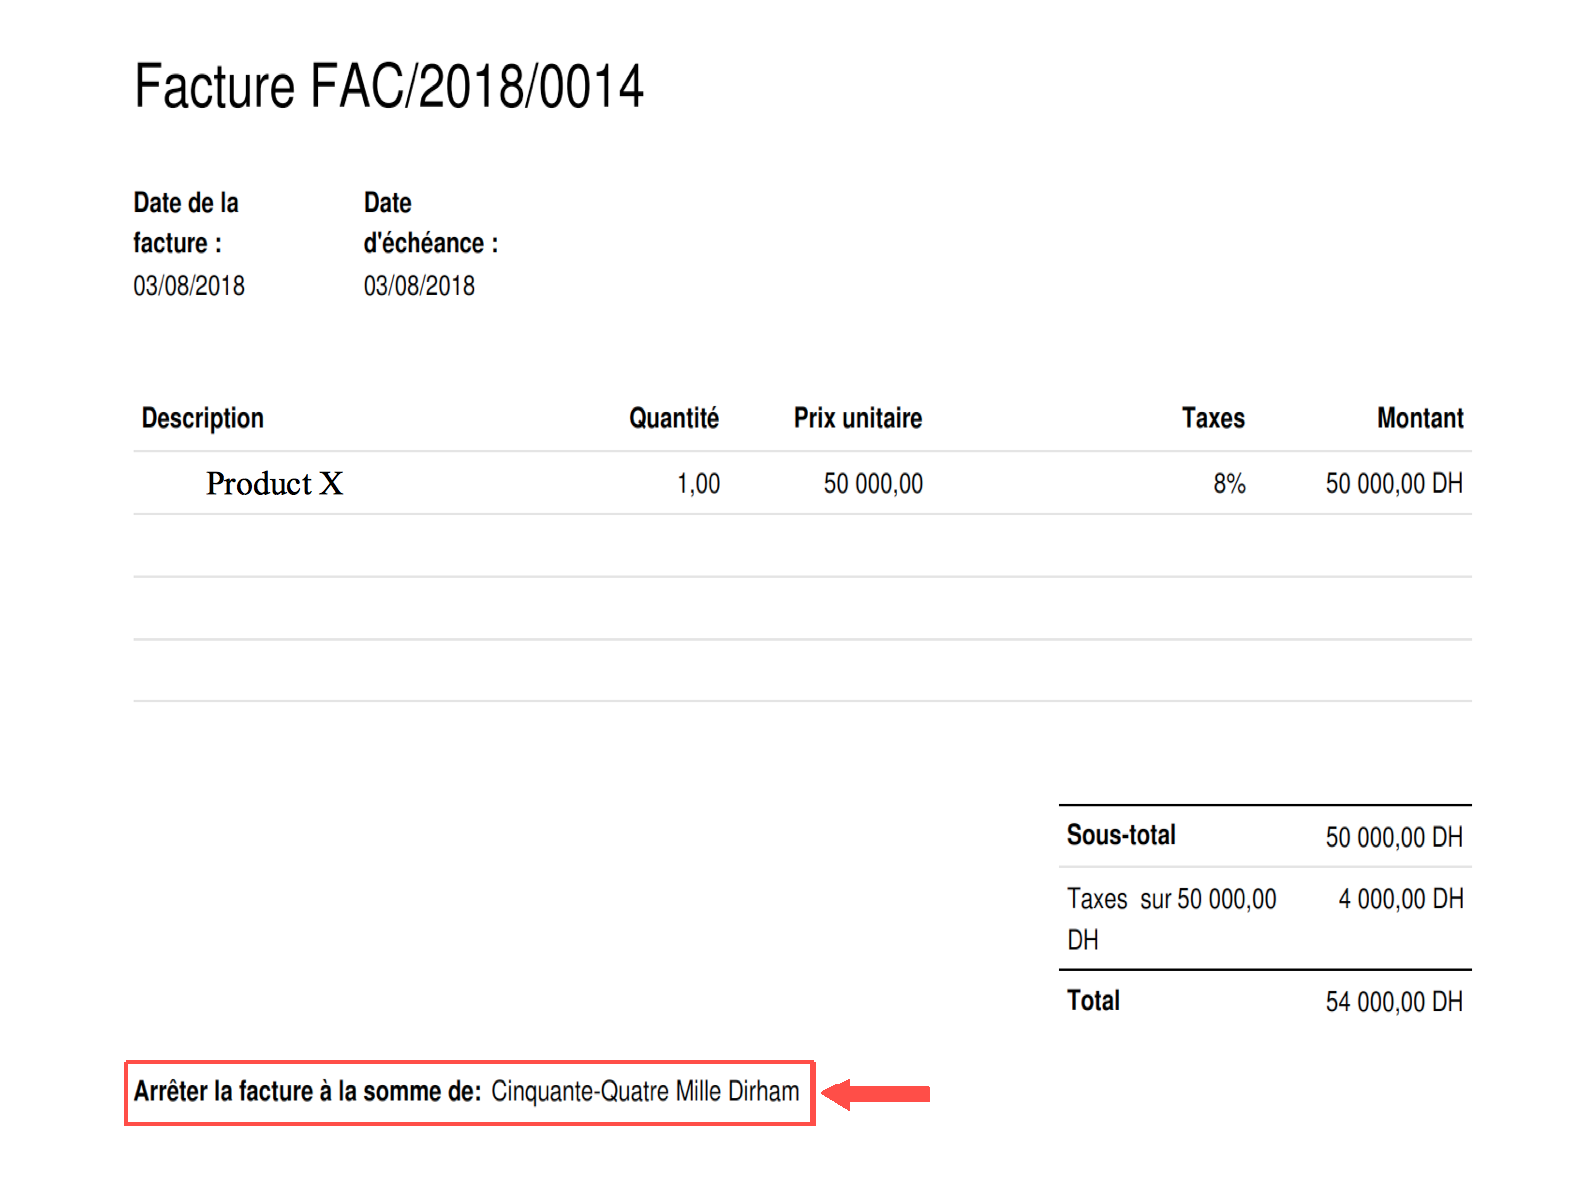 Facture FAC/2018/0014
Date de la facture :
03/08/2018
Date d'échéance :
03/08/2018
Description Quantité Prix unitaire Taxes Montant
Product X 1,00 50 000,00 8% 50 000,00 DH
Sous-total 50 000,00 DH
Taxes sur 50 000,00 DH 4 000,00 DH
Total 54 000,00 DH
Arrêter la facture à la somme de: Cinquante-Quatre Mille Dirham